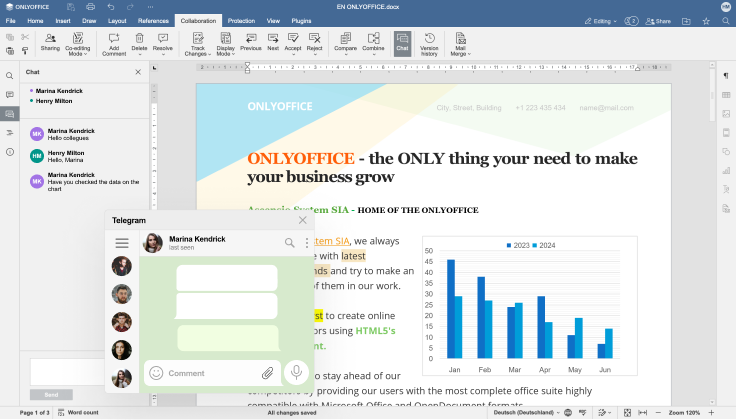 ONLYOFFICE
EN ONLYOFFICE.docx
HM
File Home Insert Draw Layout References Collaboration Protection View Plugins
Editing 2 Share
Sharing
Co-editing Mode
Add Comment
Delete
Resolve
Track Changes
Display Mode
Previous
Next
Accept
Reject
Compare
Combine
Chat
Version history
Mail Merge
Chat
Marina Kendrick
Henry Milton
MK
Marina Kendrick
Hello collegues
HM
Henry Milton
Hello, Marina
MK
Marina Kendrick
Have you checked the data on the chart
Send
ONLYOFFICE
City, Street, Building +1 223 435 434 name@mail.com
ONLYOFFICE - the ONLY thing your need to make
your business grow
Ascensio System SIA - HOME OF THE ONLYOFFICE
stem SIA, we always
e with latest
nds and try to make an
of them in our work.
rst to create online
ors using HTML5's
nt.
o stay ahead of our
competitors by providing our users with the most complete office suite highly
compatible with Microsoft Office and OpenDocument formats.
2023 2024
50
45
40
35
30
25
20
15
10
5
0
Jan Feb Mar Apr May Jun
Telegram
Marina Kendrick
last seen
Comment
Page 1 of 3 Word count All changes saved Deutsch (Deutschland) Zoom 120%